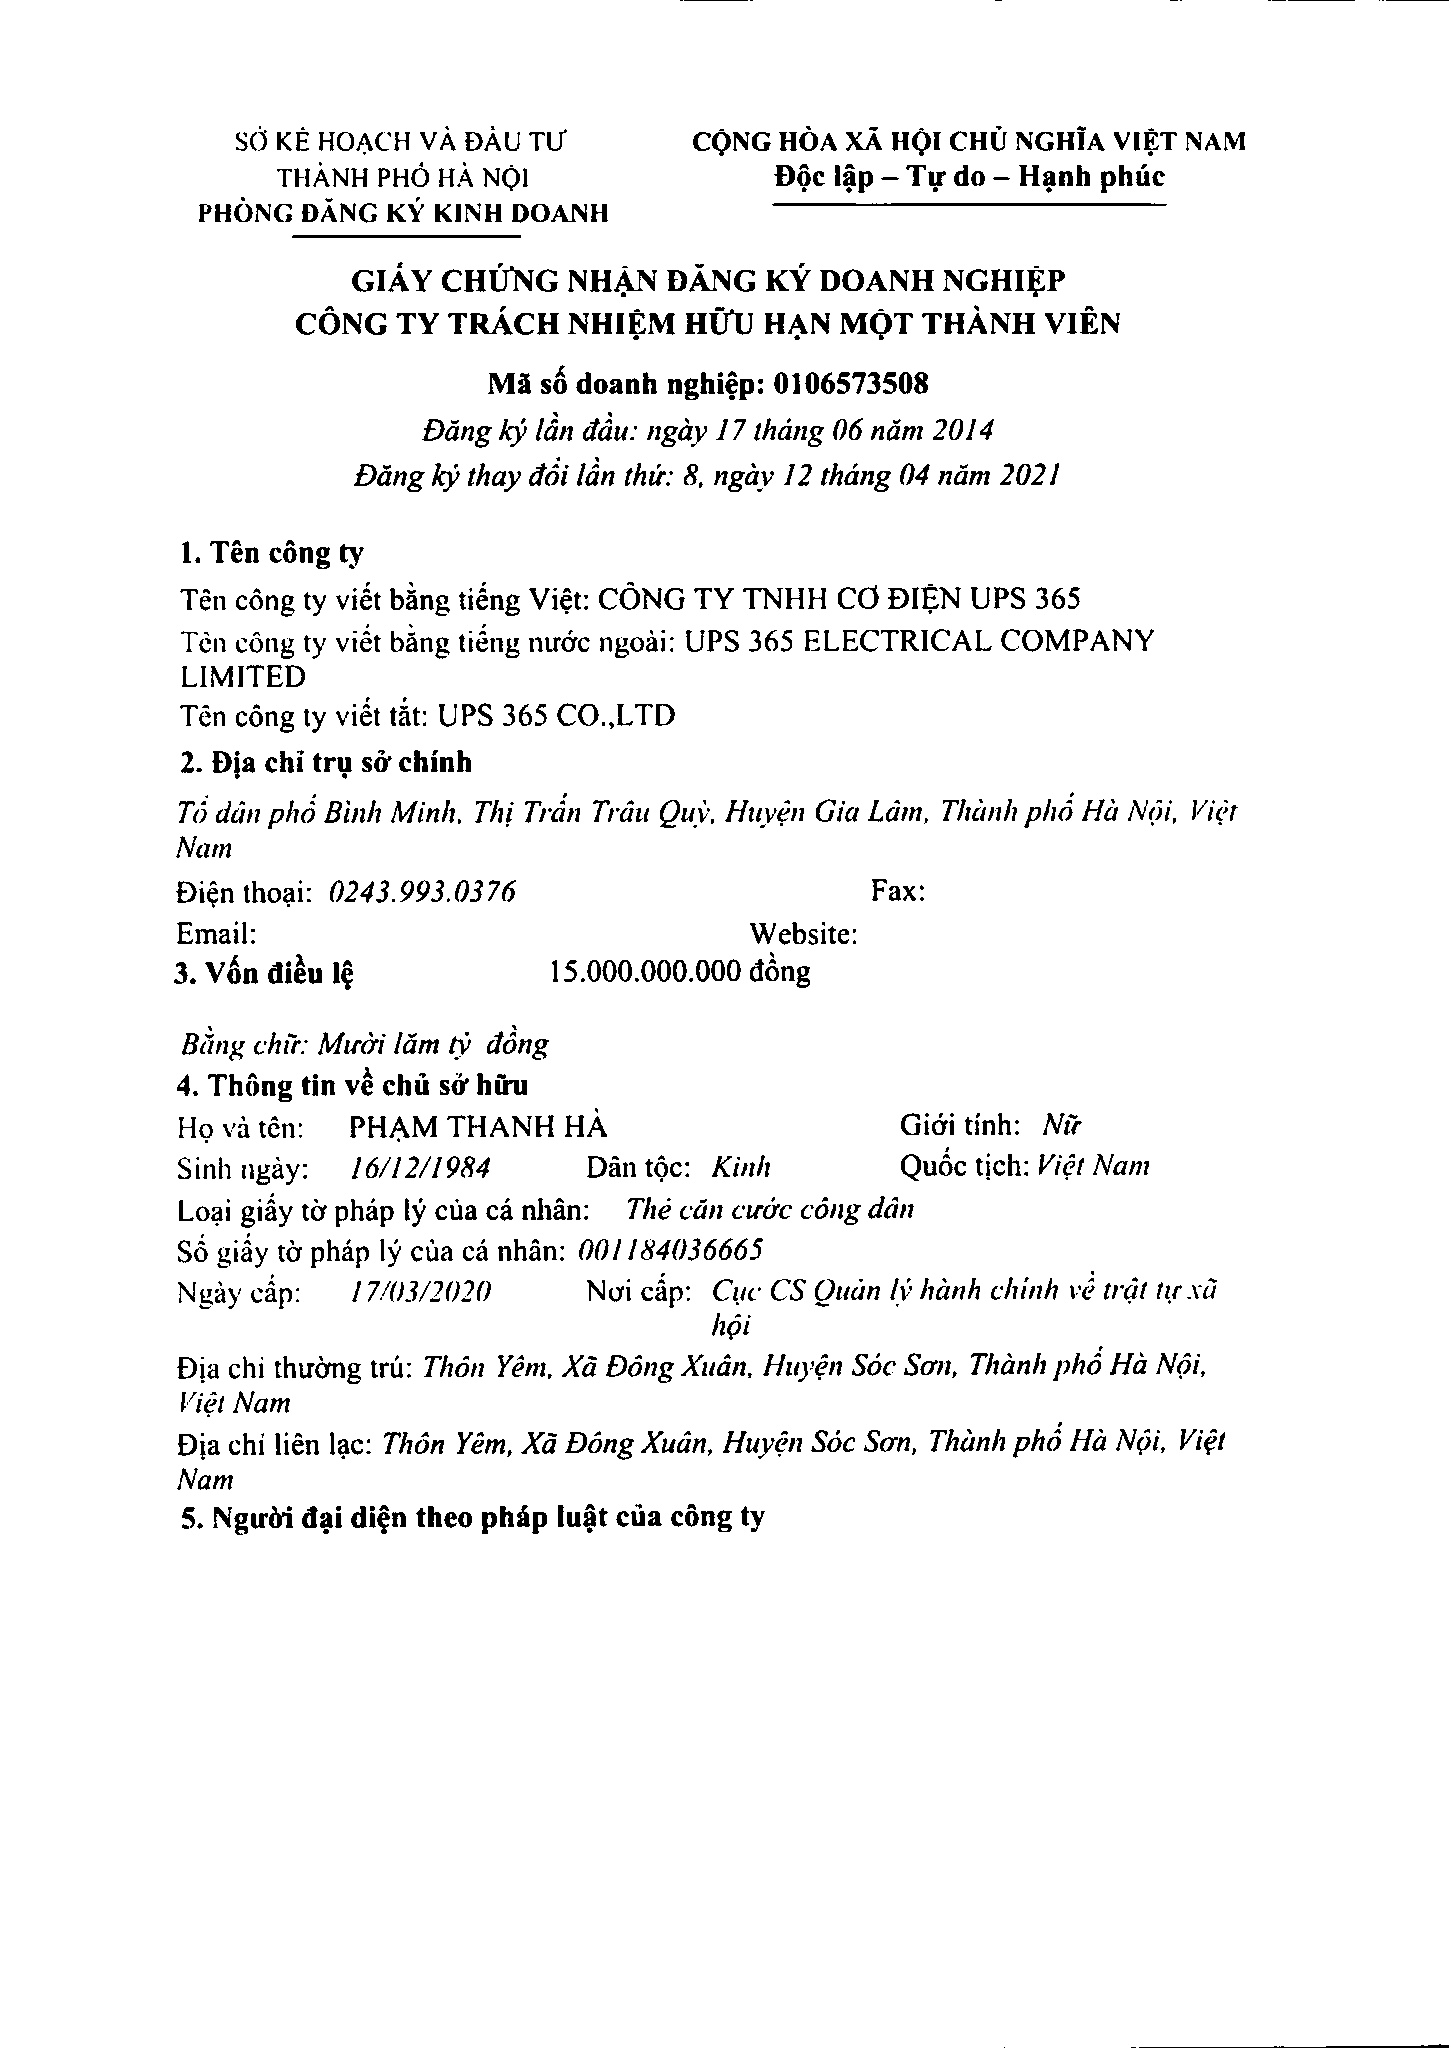 SỞ KẾ HOẠCH VÀ ĐẦU TƯ
THÀNH PHỐ HÀ NỘI
PHÒNG ĐĂNG KÝ KINH DOANH
CỘNG HÒA XÃ HỘI CHỦ NGHĨA VIỆT NAM
Độc lập – Tự do – Hạnh phúc
GIẤY CHỨNG NHẬN ĐĂNG KÝ DOANH NGHIỆP
CÔNG TY TRÁCH NHIỆM HỮU HẠN MỘT THÀNH VIÊN
Mã số doanh nghiệp: 0106573508
Đăng ký lần đầu: ngày 17 tháng 06 năm 2014
Đăng ký thay đổi lần thứ: 8, ngày 12 tháng 04 năm 2021
1. Tên công ty
Tên công ty viết bằng tiếng Việt: CÔNG TY TNHH CƠ ĐIỆN UPS 365
Tên công ty viết bằng tiếng nước ngoài: UPS 365 ELECTRICAL COMPANY
LIMITED
Tên công ty viết tắt: UPS 365 CO.,LTD
2. Địa chỉ trụ sở chính
Tổ dân phố Bình Minh, Thị Trấn Trâu Quỳ, Huyện Gia Lâm, Thành phố Hà Nội, Việt
Nam
Điện thoại: 0243.993.0376 Fax:
Email: Website:
3. Vốn điều lệ 15.000.000.000 đồng
Bằng chữ: Mười lăm tỷ đồng
4. Thông tin về chủ sở hữu
Họ và tên: PHẠM THANH HÀ Giới tính: Nữ
Sinh ngày: 16/12/1984 Dân tộc: Kinh Quốc tịch: Việt Nam
Loại giấy tờ pháp lý của cá nhân: Thẻ căn cước công dân
Số giấy tờ pháp lý của cá nhân: 001184036665
Ngày cấp: 17/03/2020 Nơi cấp: Cục CS Quản lý hành chính về trật tự xã
hội
Địa chỉ thường trú: Thôn Yêm, Xã Đông Xuân, Huyện Sóc Sơn, Thành phố Hà Nội,
Việt Nam
Địa chỉ liên lạc: Thôn Yêm, Xã Đông Xuân, Huyện Sóc Sơn, Thành phố Hà Nội, Việt
Nam
5. Người đại diện theo pháp luật của công ty